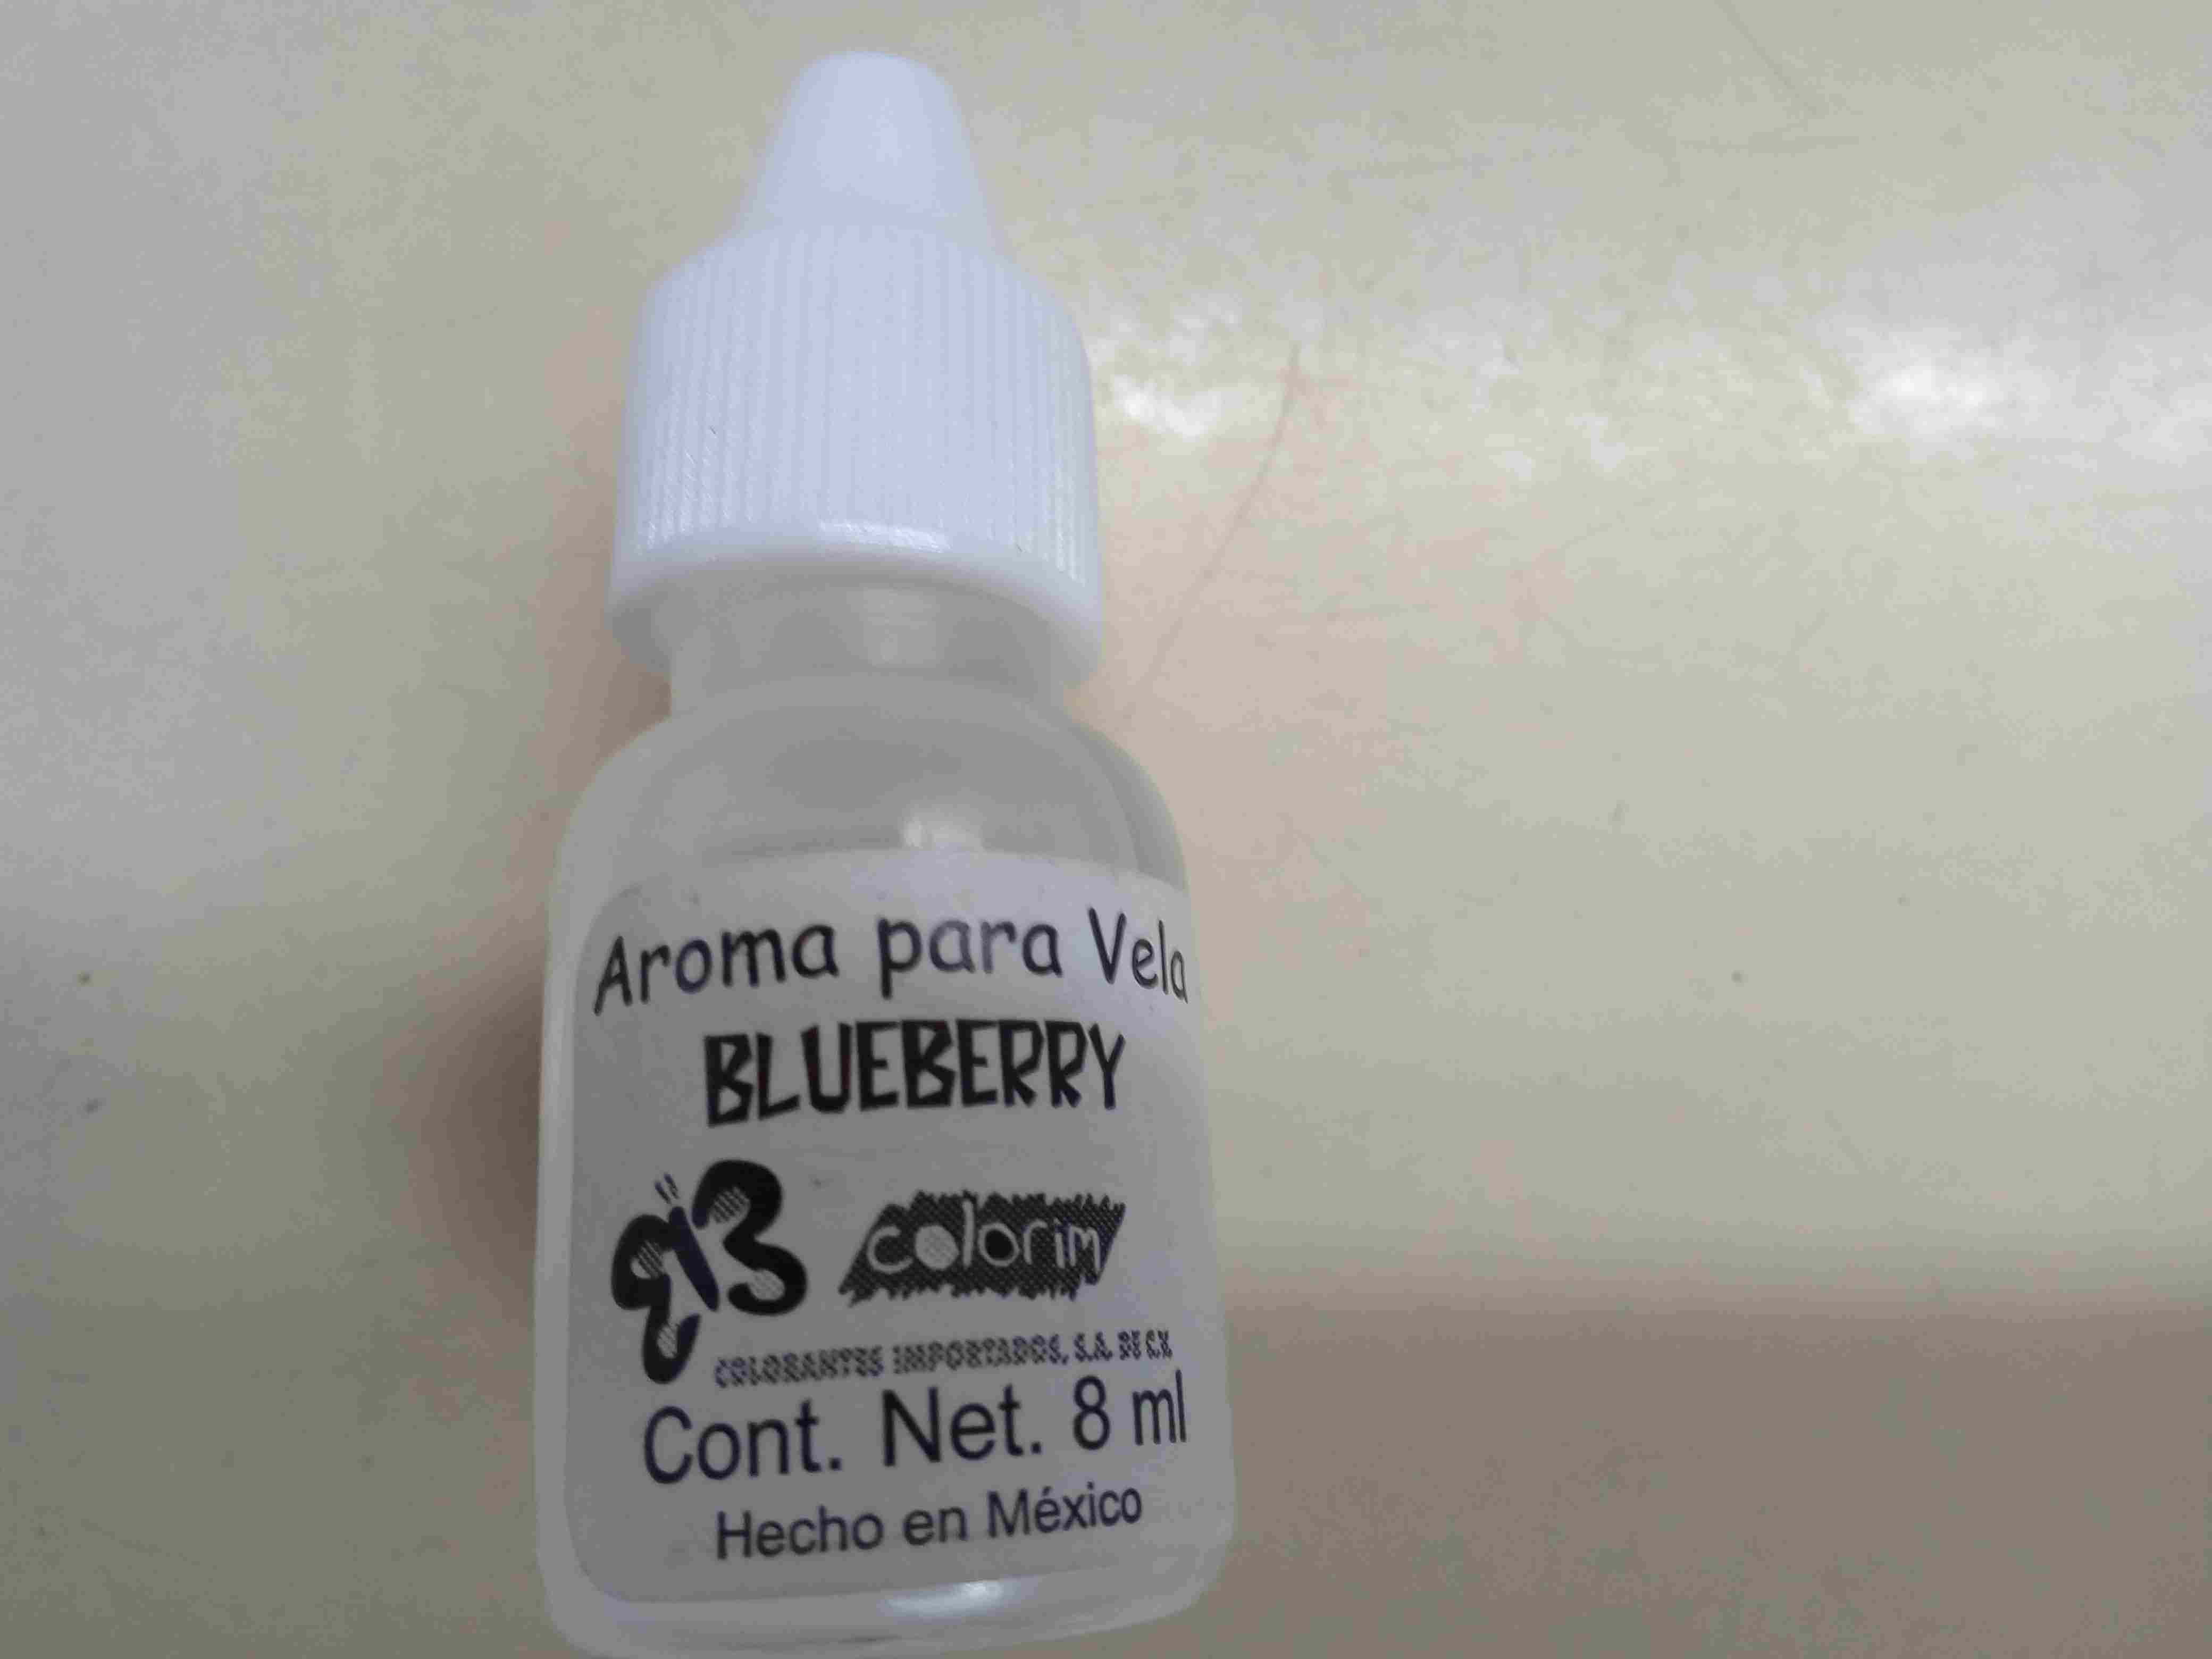 Aroma para Vela
BLUEBERRY
colorim
COLORANTES IMPORTADOS, S.A. DE C.V.
Cont. Net. 8 ml
Hecho en México